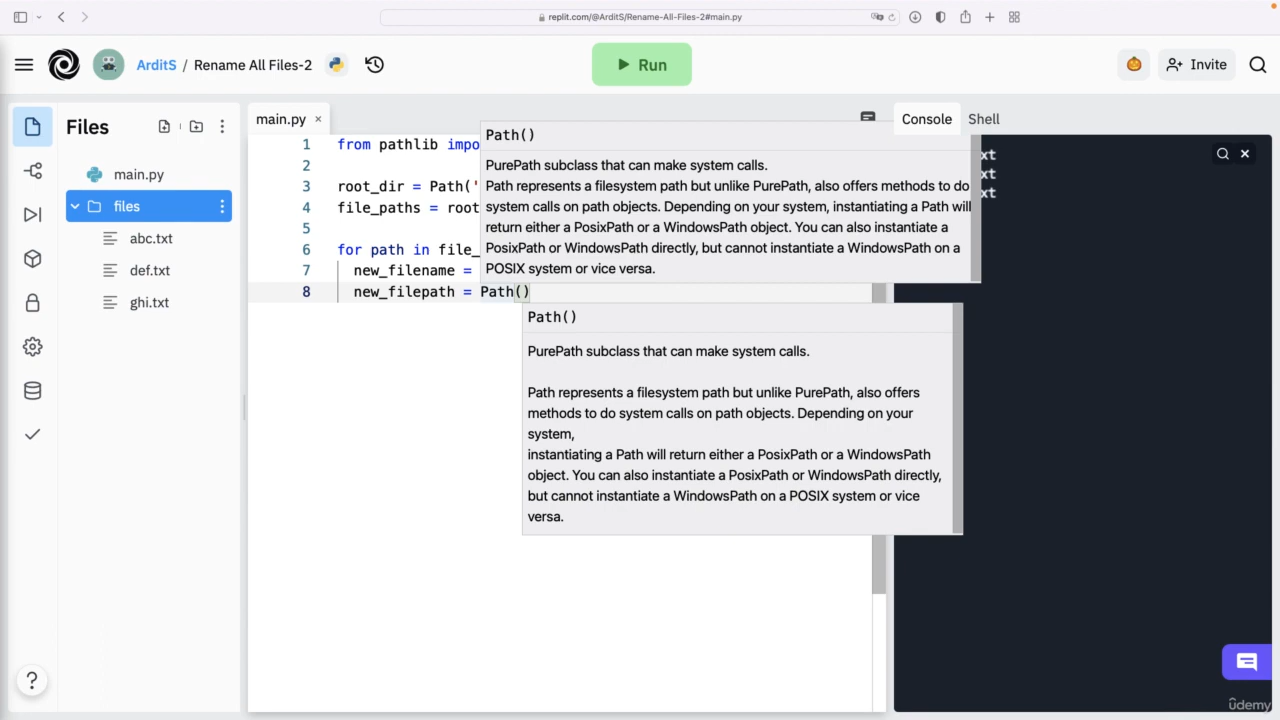 replit.com/@ArditS/Rename-All-Files-2#main.py
ArditS / Rename All Files-2
Run
Invite
Files
main.py
files
abc.txt
def.txt
ghi.txt
main.py ×
1 from pathlib impo
2
3 root_dir = Path('
4 file_paths = root
5
6 for path in file_
7 new_filename =
8 new_filepath = Path()
Path()
PurePath subclass that can make system calls.
Path represents a filesystem path but unlike PurePath, also offers methods to do
system calls on path objects. Depending on your system, instantiating a Path will
return either a PosixPath or a WindowsPath object. You can also instantiate a
PosixPath or WindowsPath directly, but cannot instantiate a WindowsPath on a
POSIX system or vice versa.
Path()
PurePath subclass that can make system calls.
Path represents a filesystem path but unlike PurePath, also offers
methods to do system calls on path objects. Depending on your
system,
instantiating a Path will return either a PosixPath or a WindowsPath
object. You can also instantiate a PosixPath or WindowsPath directly,
but cannot instantiate a WindowsPath on a POSIX system or vice
versa.
Console
Shell
xt
xt
xt
?
ûdemy